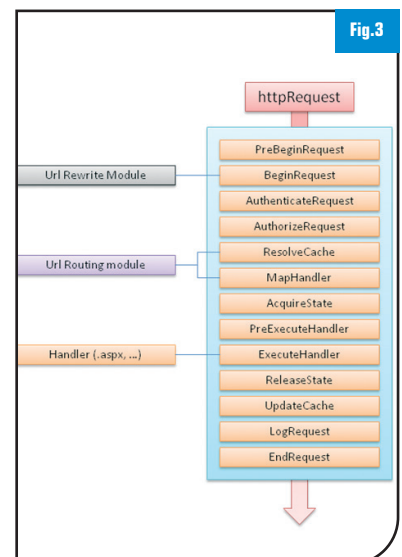 Fig.3
httpRequest
PreBeginRequest
Url Rewrite Module
BeginRequest
AuthenticateRequest
AuthorizeRequest
ResolveCache
Url Routing module
MapHandler
AcquireState
PreExecuteHandler
Handler (.aspx, ...)
ExecuteHandler
ReleaseState
UpdateCache
LogRequest
EndRequest